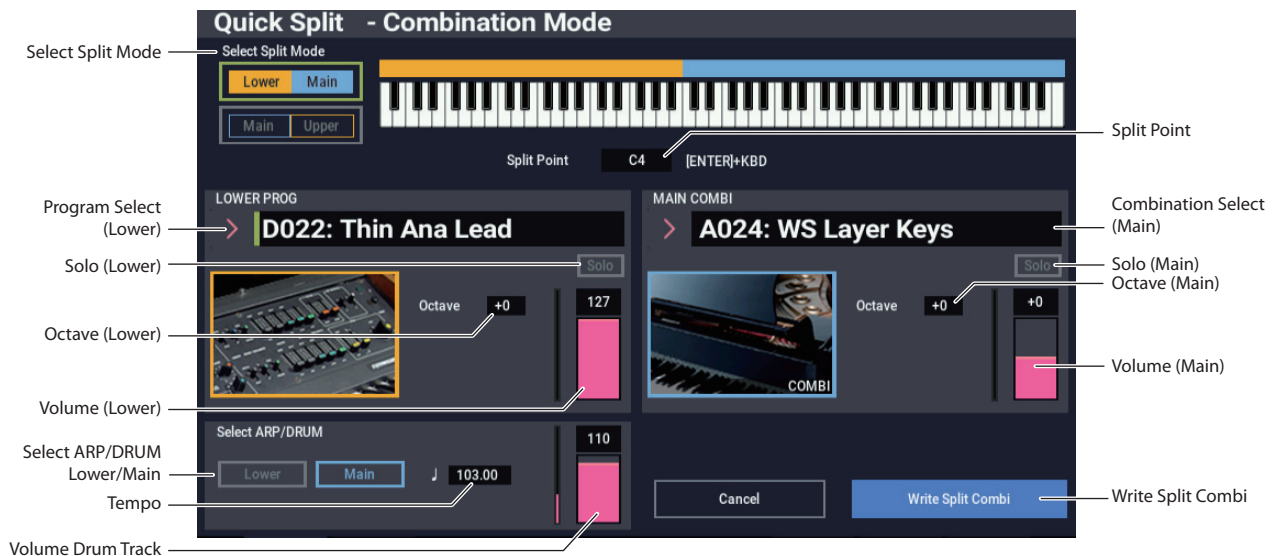 Quick Split - Combination Mode
Select Split Mode
Select Split Mode
Lower Main
Main Upper
Split Point
Split Point C4 [ENTER]+KBD
LOWER PROG
MAIN COMBI
Program Select
(Lower)
D022: Thin Ana Lead
A024: WS Layer Keys
Combination Select
(Main)
Solo (Lower)
Solo
Solo
Solo (Main)
Octave (Main)
Octave +0
127
Octave +0
+0
Octave (Lower)
Volume (Main)
COMBI
Volume (Lower)
Select ARP/DRUM
110
Select ARP/DRUM
Lower/Main
Lower Main
103.00
Tempo
Cancel
Write Split Combi
Write Split Combi
Volume Drum Track